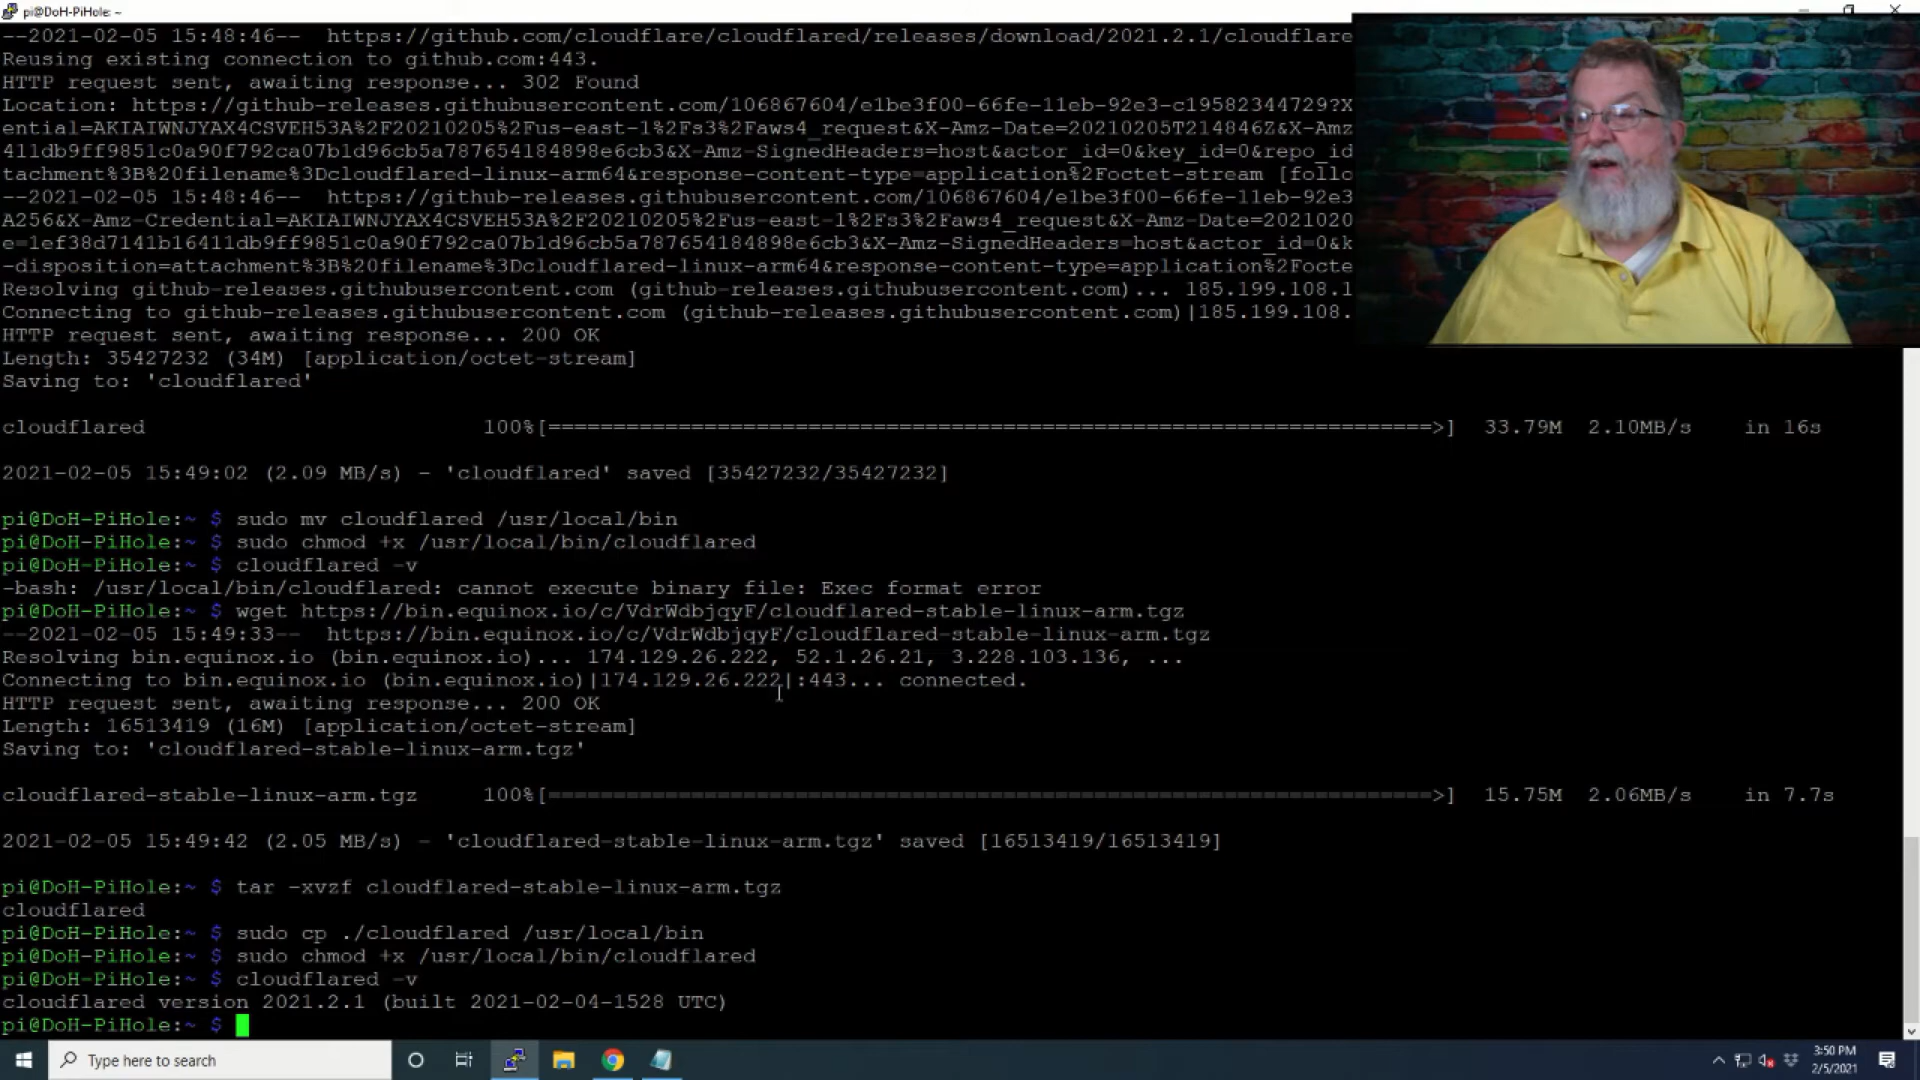 pi@DoH-PiHole: ~
--2021-02-05 15:48:46--  https://github.com/cloudflare/cloudflared/releases/download/2021.2.1/cloudflare
Reusing existing connection to github.com:443.
HTTP request sent, awaiting response... 302 Found
Location: https://github-releases.githubusercontent.com/106867604/e1be3f00-66fe-11eb-92e3-c19582344729?X
ential=AKIAIWNJYAX4CSVEH53A%2F20210205%2Fus-east-1%2Fs3%2Faws4_request&X-Amz-Date=20210205T214846Z&X-Amz
411db9ff9851c0a90f792ca07b1d96cb5a787654184898e6cb3&X-Amz-SignedHeaders=host&actor_id=0&key_id=0&repo_id
tachment%3B%20filename%3Dcloudflared-linux-arm64&response-content-type=application%2Foctet-stream [follo
--2021-02-05 15:48:46--  https://github-releases.githubusercontent.com/106867604/e1be3f00-66fe-11eb-92e3
A256&X-Amz-Credential=AKIAIWNJYAX4CSVEH53A%2F20210205%2Fus-east-1%2Fs3%2Faws4_request&X-Amz-Date=2021020
e=1ef38d7141b16411db9ff9851c0a90f792ca07b1d96cb5a787654184898e6cb3&X-Amz-SignedHeaders=host&actor_id=0&k
-disposition=attachment%3B%20filename%3Dcloudflared-linux-arm64&response-content-type=application%2Focte
Resolving github-releases.githubusercontent.com (github-releases.githubusercontent.com)... 185.199.108.1
Connecting to github-releases.githubusercontent.com (github-releases.githubusercontent.com)|185.199.108.
HTTP request sent, awaiting response... 200 OK
Length: 35427232 (34M) [application/octet-stream]
Saving to: 'cloudflared'
cloudflared 100%[====================================================================>] 33.79M 2.10MB/s in 16s
2021-02-05 15:49:02 (2.09 MB/s) - 'cloudflared' saved [35427232/35427232]
pi@DoH-PiHole:~ $ sudo mv cloudflared /usr/local/bin
pi@DoH-PiHole:~ $ sudo chmod +x /usr/local/bin/cloudflared
pi@DoH-PiHole:~ $ cloudflared -v
-bash: /usr/local/bin/cloudflared: cannot execute binary file: Exec format error
pi@DoH-PiHole:~ $ wget https://bin.equinox.io/c/VdrWdbjqyF/cloudflared-stable-linux-arm.tgz
--2021-02-05 15:49:33--  https://bin.equinox.io/c/VdrWdbjqyF/cloudflared-stable-linux-arm.tgz
Resolving bin.equinox.io (bin.equinox.io)... 174.129.26.222, 52.1.26.21, 3.228.103.136, ...
Connecting to bin.equinox.io (bin.equinox.io)|174.129.26.222|:443... connected.
HTTP request sent, awaiting response... 200 OK
Length: 16513419 (16M) [application/octet-stream]
Saving to: 'cloudflared-stable-linux-arm.tgz'
cloudflared-stable-linux-arm.tgz 100%[====================================================================>] 15.75M 2.06MB/s in 7.7s
2021-02-05 15:49:42 (2.05 MB/s) - 'cloudflared-stable-linux-arm.tgz' saved [16513419/16513419]
pi@DoH-PiHole:~ $ tar -xvzf cloudflared-stable-linux-arm.tgz
cloudflared
pi@DoH-PiHole:~ $ sudo cp ./cloudflared /usr/local/bin
pi@DoH-PiHole:~ $ sudo chmod +x /usr/local/bin/cloudflared
pi@DoH-PiHole:~ $ cloudflared -v
cloudflared version 2021.2.1 (built 2021-02-04-1528 UTC)
pi@DoH-PiHole:~ $
Type here to search
3:50 PM
2/5/2021